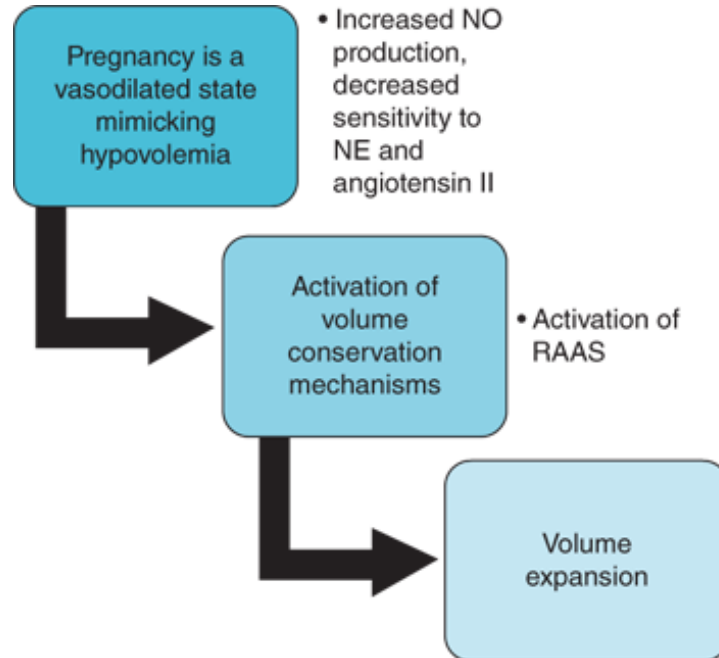 Pregnancy is a
vasodilated state
mimicking
hypovolemia
• Increased NO
production,
decreased
sensitivity to
NE and
angiotensin II
Activation of
volume
conservation
mechanisms
• Activation of
RAAS
Volume
expansion